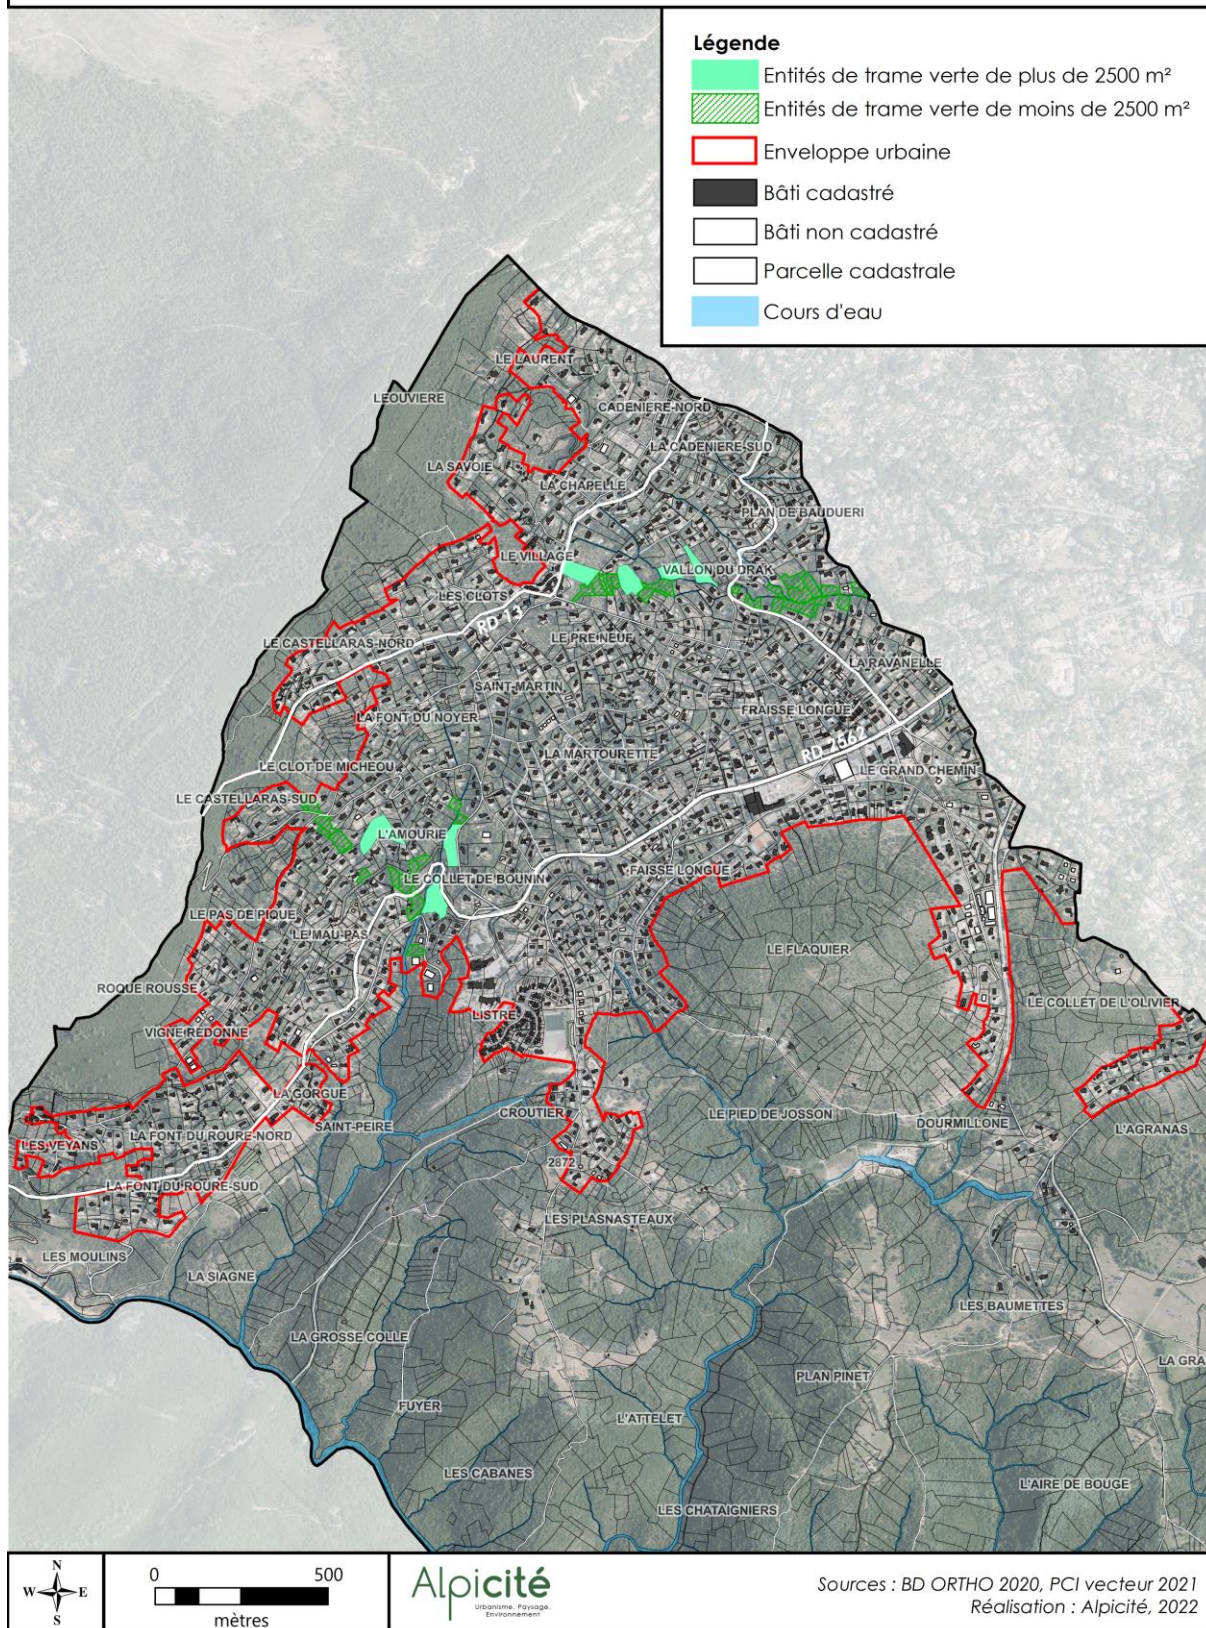 Légende
Entités de trame verte de plus de 2500 m²
Entités de trame verte de moins de 2500 m²
Enveloppe urbaine
Bâti cadastré
Bâti non cadastré
Parcelle cadastrale
Cours d'eau
LE LAURENT
LEOUVIERE
CADENIERE-NORD
LA CADENIERE-SUD
LA SAVOIE
LA CHAPELLE
PLAN DE BAUDUERI
LE VILLAGE
VALLON DU DRAK
LES CLOTS
RD 13
LE PRE NEUF
LE CASTELLARAS-NORD
LA RAVANELLE
SAINT-MARTIN
FRAISSE LONGUE
LA FONT DU NOYER
RD 2562
LA MARTOURETTE
LE CLOT DE MICHEOU
LE GRAND CHEMIN
LE CASTELLARAS-SUD
L'AMOURIE
FAISSE LONGUE
LE COLLET DE BOUNIN
LE PAS DE PIQUE
LE MAU-PAS
LE FLAQUIER
ROQUE ROUSSE
LE COLLET DE L'OLIVIER
LISTRE
VIGNE REDONNE
LA GORGUE
CROUTIER
LE PIED DE JOSSON
DOURMILLONE
SAINT-PEIRE
L'AGRANAS
LA FONT DU ROURE-NORD
LES VEYANS
2872
LA FONT DU ROURE-SUD
LES PLASNASTEAUX
LES MOULINS
LA SIAGNE
LES BAUMETTES
LA GROSSE COLLE
LA GRA
PLAN PINET
FUYER
L'ATTELET
LES CABANES
L'AIRE DE BOUGE
LES CHATAIGNIERS
N
W E
S
0 500
mètres
Alpicité
Urbanisme, Paysage,
Environnement
Sources : BD ORTHO 2020, PCI vecteur 2021
Réalisation : Alpicité, 2022